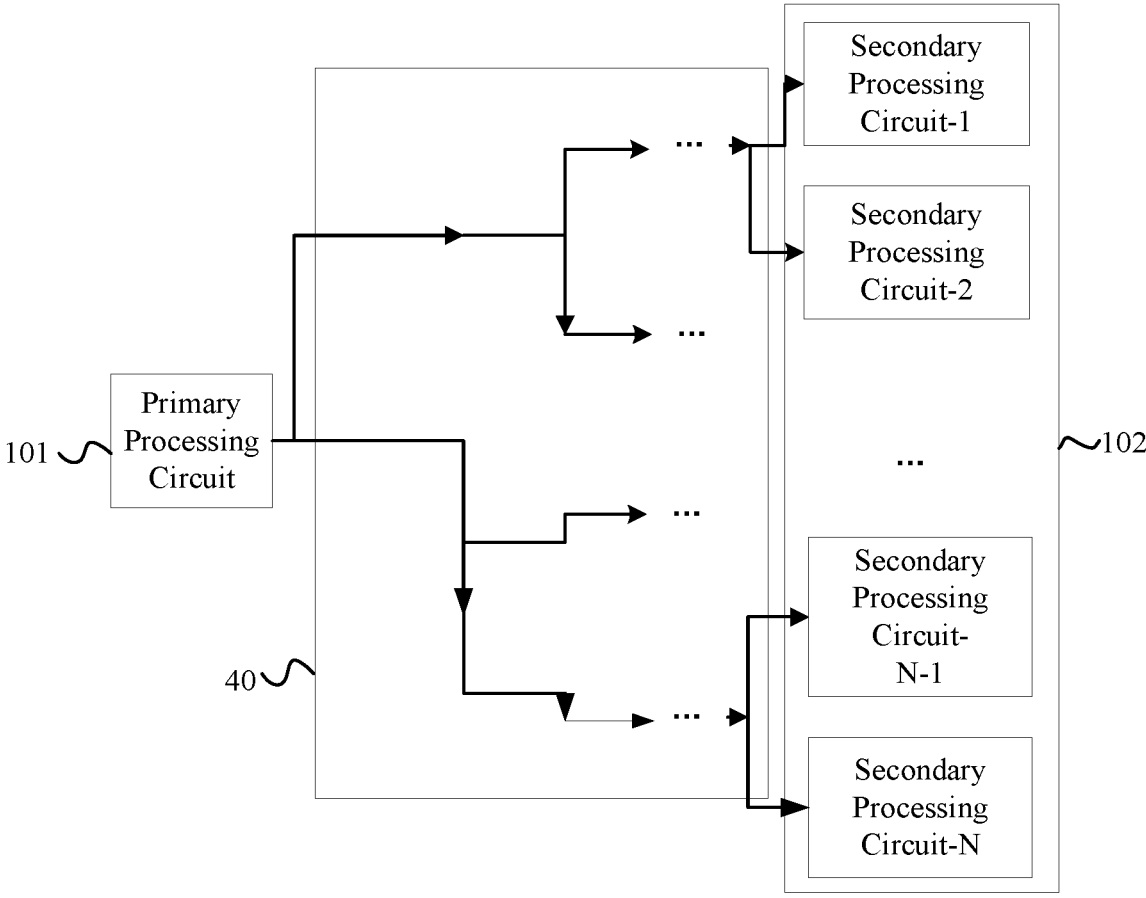 Secondary
Processing
Circuit-1
...
Secondary
Processing
Circuit-2
...
Primary
Processing
Circuit
101
102
...
...
Secondary
Processing
Circuit-
N-1
40
...
Secondary
Processing
Circuit-N